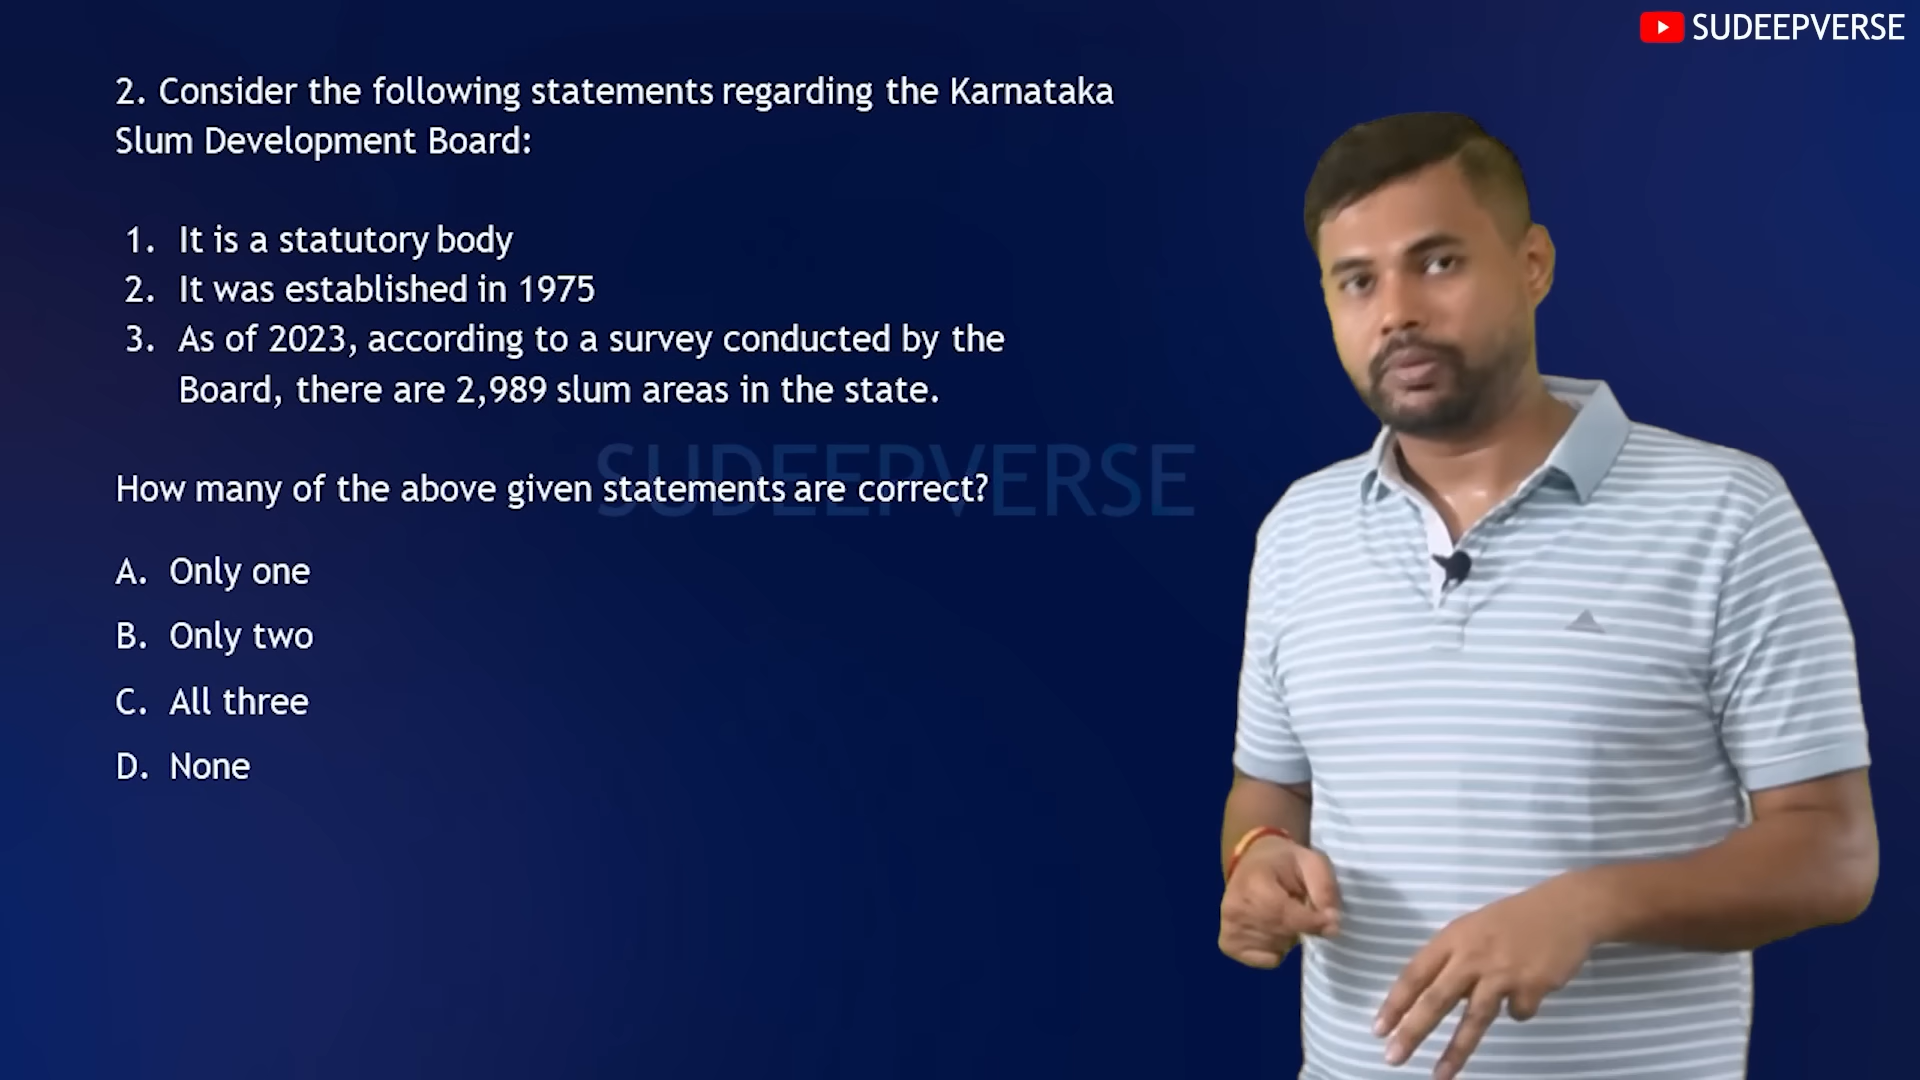 SUDEEPVERSE
2. Consider the following statements regarding the Karnataka
Slum Development Board:
1. It is a statutory body
2. It was established in 1975
3. As of 2023, according to a survey conducted by the
Board, there are 2,989 slum areas in the state.
SUDEEPVERSE
How many of the above given statements are correct?
A. Only one
B. Only two
C. All three
D. None